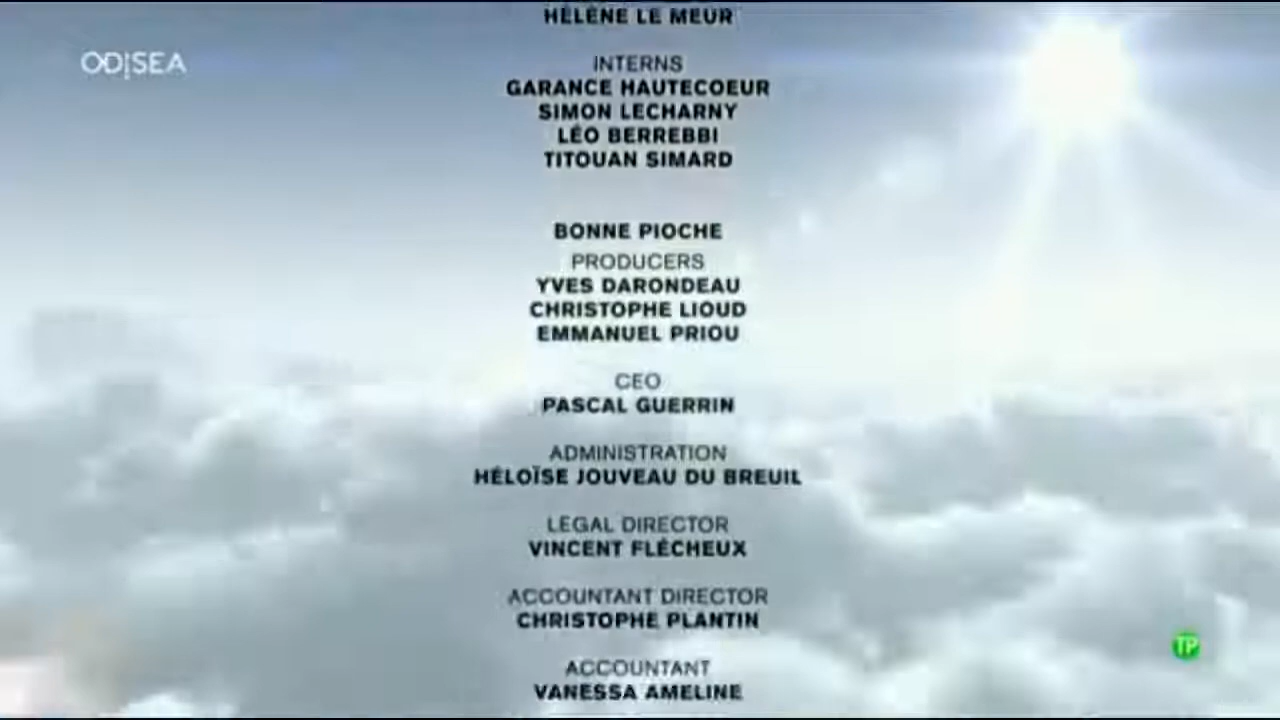 HÉLÈNE LE MEUR
OD|SEA
INTERNS
GARANCE HAUTECOEUR
SIMON LECHARNY
LÉO BERREBBI
TITOUAN SIMARD
BONNE PIOCHE
PRODUCERS
YVES DARONDEAU
CHRISTOPHE LIOUD
EMMANUEL PRIOU
CEO
PASCAL GUERRIN
ADMINISTRATION
HÉLOÏSE JOUVEAU DU BREUIL
LEGAL DIRECTOR
VINCENT FLÉCHEUX
ACCOUNTANT DIRECTOR
CHRISTOPHE PLANTIN
TP
ACCOUNTANT
VANESSA AMELINE